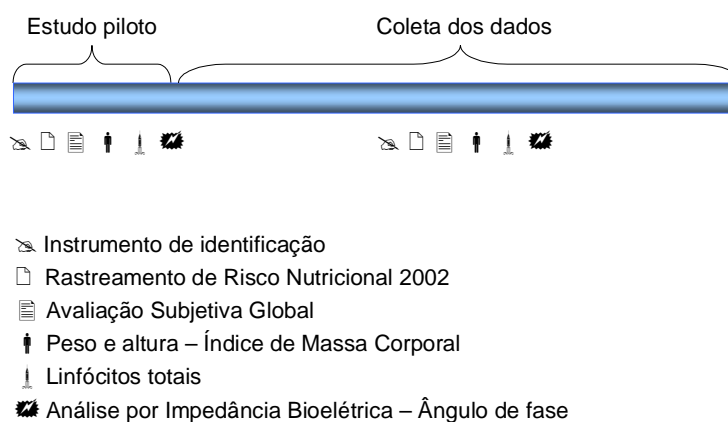 Estudo piloto Coleta dos dados
Instrumento de identificação
Rastreamento de Risco Nutricional 2002
Avaliação Subjetiva Global
Peso e altura – Índice de Massa Corporal
Linfócitos totais
Análise por Impedância Bioelétrica – Ângulo de fase